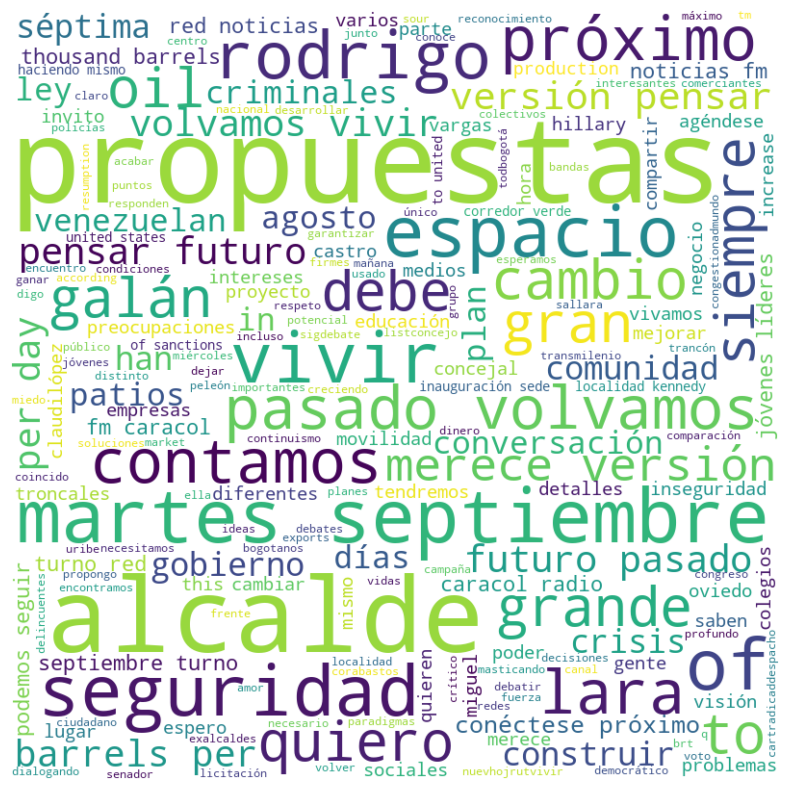 séptima
red noticias
varios
sour
reconocimiento
junto
conoce
parte
máximo
tm
thousand barrels
centro
haciendo mismo
rodrigo
próximo
production
noticias fm
interesantes
comerciantes
ley
oil
criminales
claro
nacional
desarrollar
versión pensar
invito
volvamos vivir
policías
vargas
hillary
colectivos
agéndese
propuestas
resumption
acabar
puntos
responden
to united
todbogotá
bandas
compartir
increase
siempre
venezuelan
agosto
único
hora
corredor verde
united states
garantizar
esperamos
espacio
pensar futuro
castro
firmes
mañana
encuentro
condiciones
usado
medios
negocio
congestionadmundo
ganar
according
intereses
respeto
grupo
digo
galán
proyecto
debe
cambio
vivamos
líderes
preocupaciones
in
potencial
educación
sallara
of sanctions
incluso
sigdebate
listconcejo
plan
gran
mejorar
público
claudilópez
per day
han
miércoles
dejar
vivir
concejal
transmilenio
trancón
jóvenes
distinto
peleón
comunidad
jóvenes líderes
patios
importantes
creciendo
inauguración sede
localidad kennedy
miedo
empresas
pasado volvamos
fm caracol
soluciones
market
continuismo
dinero
movilidad
conversación
comparación
coincido
contamos
merece versión
troncales
ella
diferentes
planes
tendremos
detalles
inseguridad
martes septiembre
ideas
debates
uribe
necesitamos
exports
bogotanos
turno red
gobierno
días
futuro pasado
propongo
encontramos
this
cambiar
vidas
campaña
congreso
caracol radio
oviedo
colegios
podemos seguir
delincuentes
alcalde
frente
mismo
grande
saben
profundo
crisis
septiembre turno
localidad
corabastos
quieren
poder
decisiones
canal
gente
of
amor
crítico
miguel
masticando
debatir
fuerza
visión
seguridad
lara
cartradicaddespacho
ciudadano
necesario
paradigmas
redes
lugar
espero
exalcaldes
quiero
conéctese próximo
to
problemas
merece
construir
q
brt
voto
barrels per
dialogando
senador
licitación
volver
sociales
nuevhojrutvivir
democrático